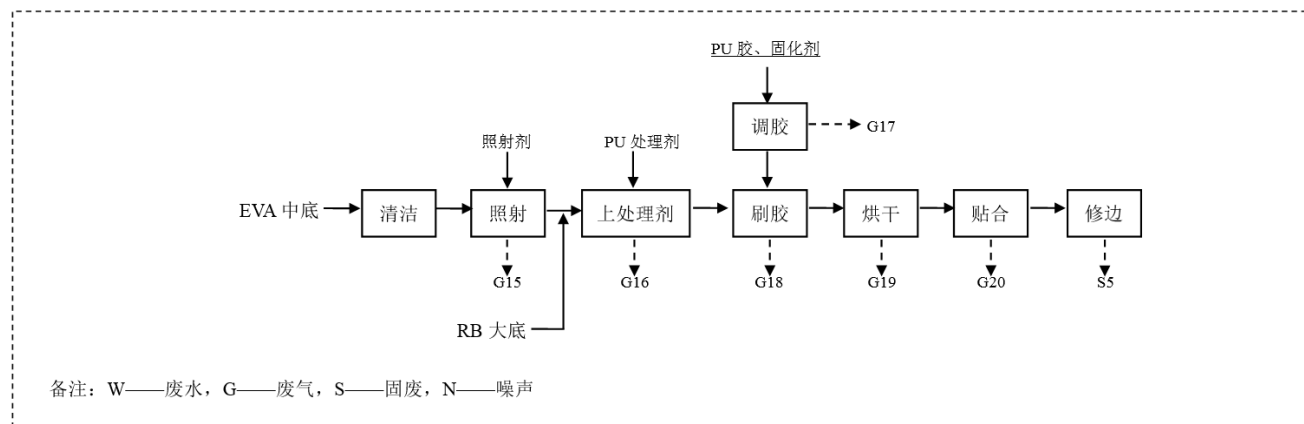 PU 胶、固化剂
调胶
G17
照射剂
PU 处理剂
EVA 中底
清洁
照射
上处理剂
刷胶
烘干
贴合
修边
G15
G16
G18
G19
G20
S5
RB 大底
备注：W——废水，G——废气，S——固废，N——噪声